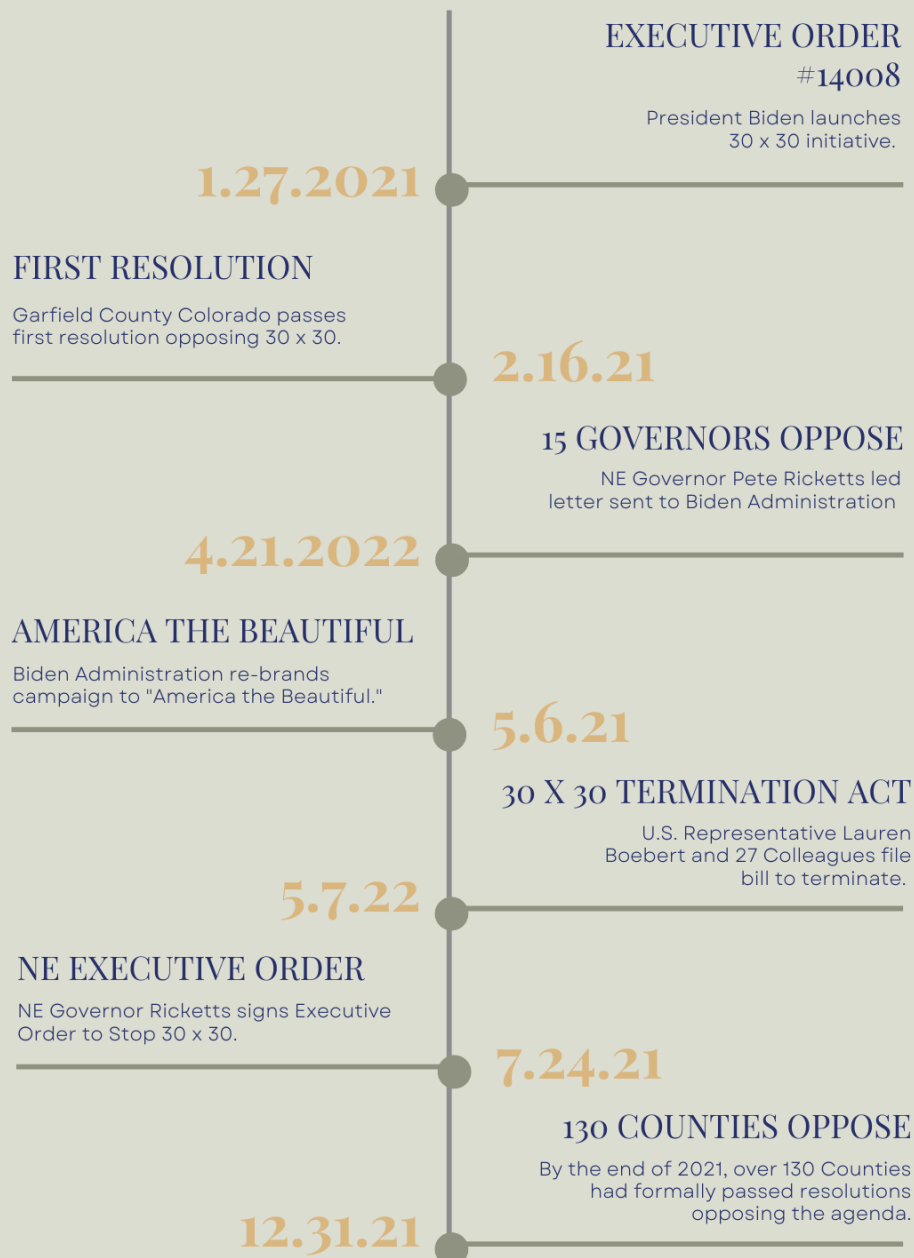 EXECUTIVE ORDER
#14008
President Biden launches
30 x 30 initiative.
1.27.2021
FIRST RESOLUTION
Garfield County Colorado passes
first resolution opposing 30 x 30.
2.16.21
15 GOVERNORS OPPOSE
NE Governor Pete Ricketts led
letter sent to Biden Administration
4.21.2022
AMERICA THE BEAUTIFUL
Biden Administration re-brands
campaign to "America the Beautiful."
5.6.21
30 X 30 TERMINATION ACT
U.S. Representative Lauren
Boebert and 27 Colleagues file
bill to terminate.
5.7.22
NE EXECUTIVE ORDER
NE Governor Ricketts signs Executive
Order to Stop 30 x 30.
7.24.21
130 COUNTIES OPPOSE
By the end of 2021, over 130 Counties
had formally passed resolutions
opposing the agenda.
12.31.21